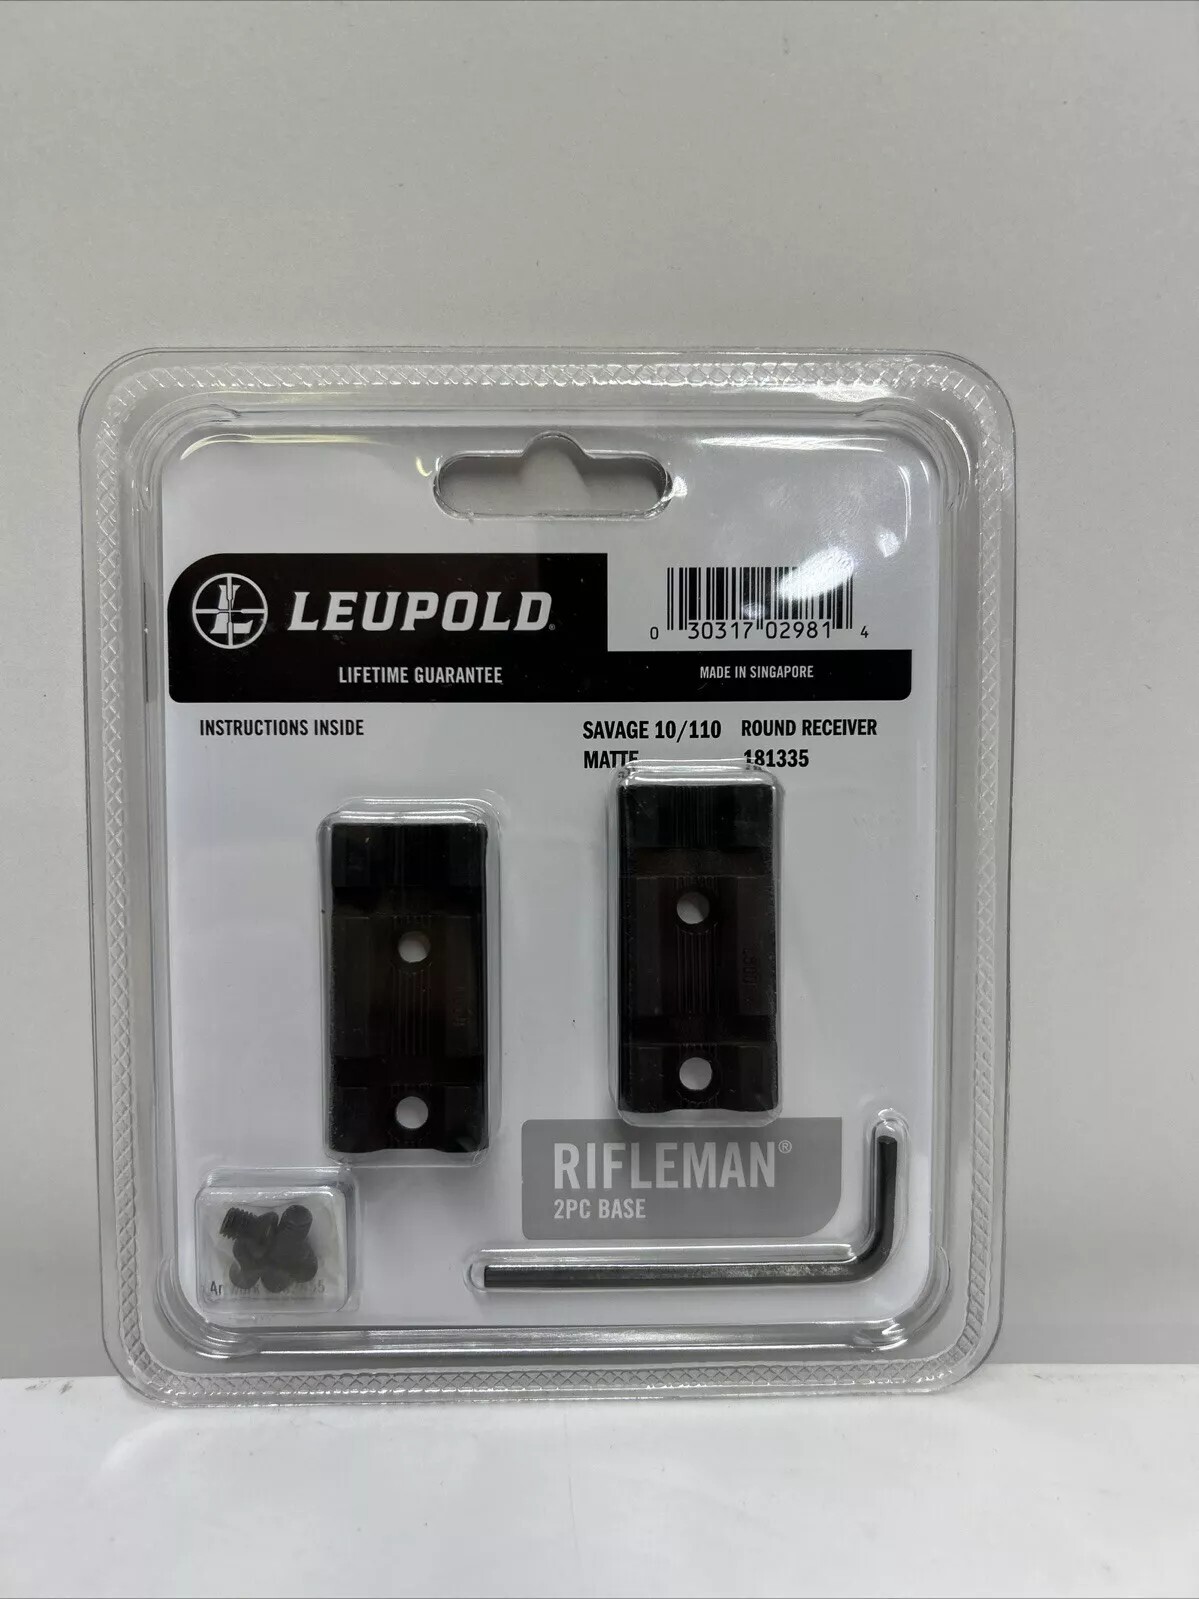 LEUPOLD®
LIFETIME GUARANTEE
0 30317 02981 4
MADE IN SINGAPORE
INSTRUCTIONS INSIDE
SAVAGE 10/110 ROUND RECEIVER
MATTE 181335
RIFLEMAN®
2PC BASE